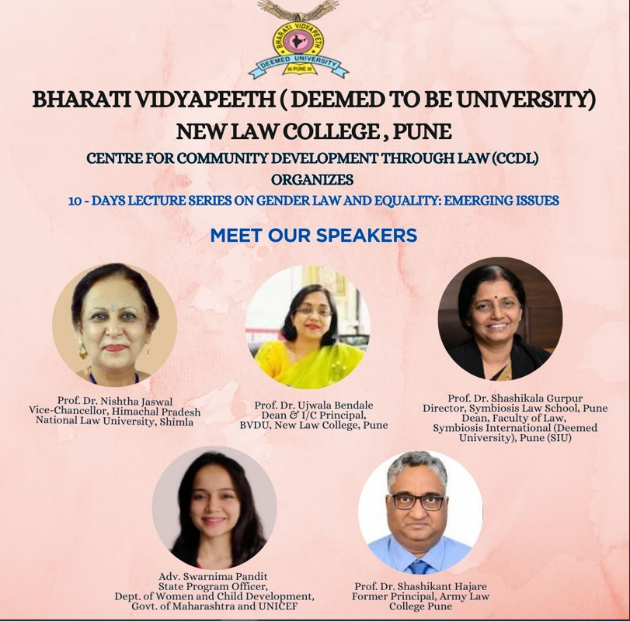 BHARATI VIDYAPEETH
DEEMED UNIVERSITY
PUNE
BHARATI VIDYAPEETH ( DEEMED TO BE UNIVERSITY)
NEW LAW COLLEGE , PUNE
CENTRE FOR COMMUNITY DEVELOPMENT THROUGH LAW (CCDL)
ORGANIZES
10 - DAYS LECTURE SERIES ON GENDER LAW AND EQUALITY: EMERGING ISSUES
MEET OUR SPEAKERS
Prof. Dr. Nishtha Jaswal
Vice-Chancellor, Himachal Pradesh
National Law University, Shimla
Prof. Dr. Ujwala Bendale
Dean & I/C Principal,
BVDU, New Law College, Pune
Prof. Dr. Shashikala Gurpur
Director, Symbiosis Law School, Pune
Dean, Faculty of Law,
Symbiosis International (Deemed
University), Pune (SIU)
Adv. Swarnima Pandit
State Program Officer,
Dept. of Women and Child Development,
Govt. of Maharashtra and UNICEF
Prof. Dr. Shashikant Hajare
Former Principal, Army Law
College Pune